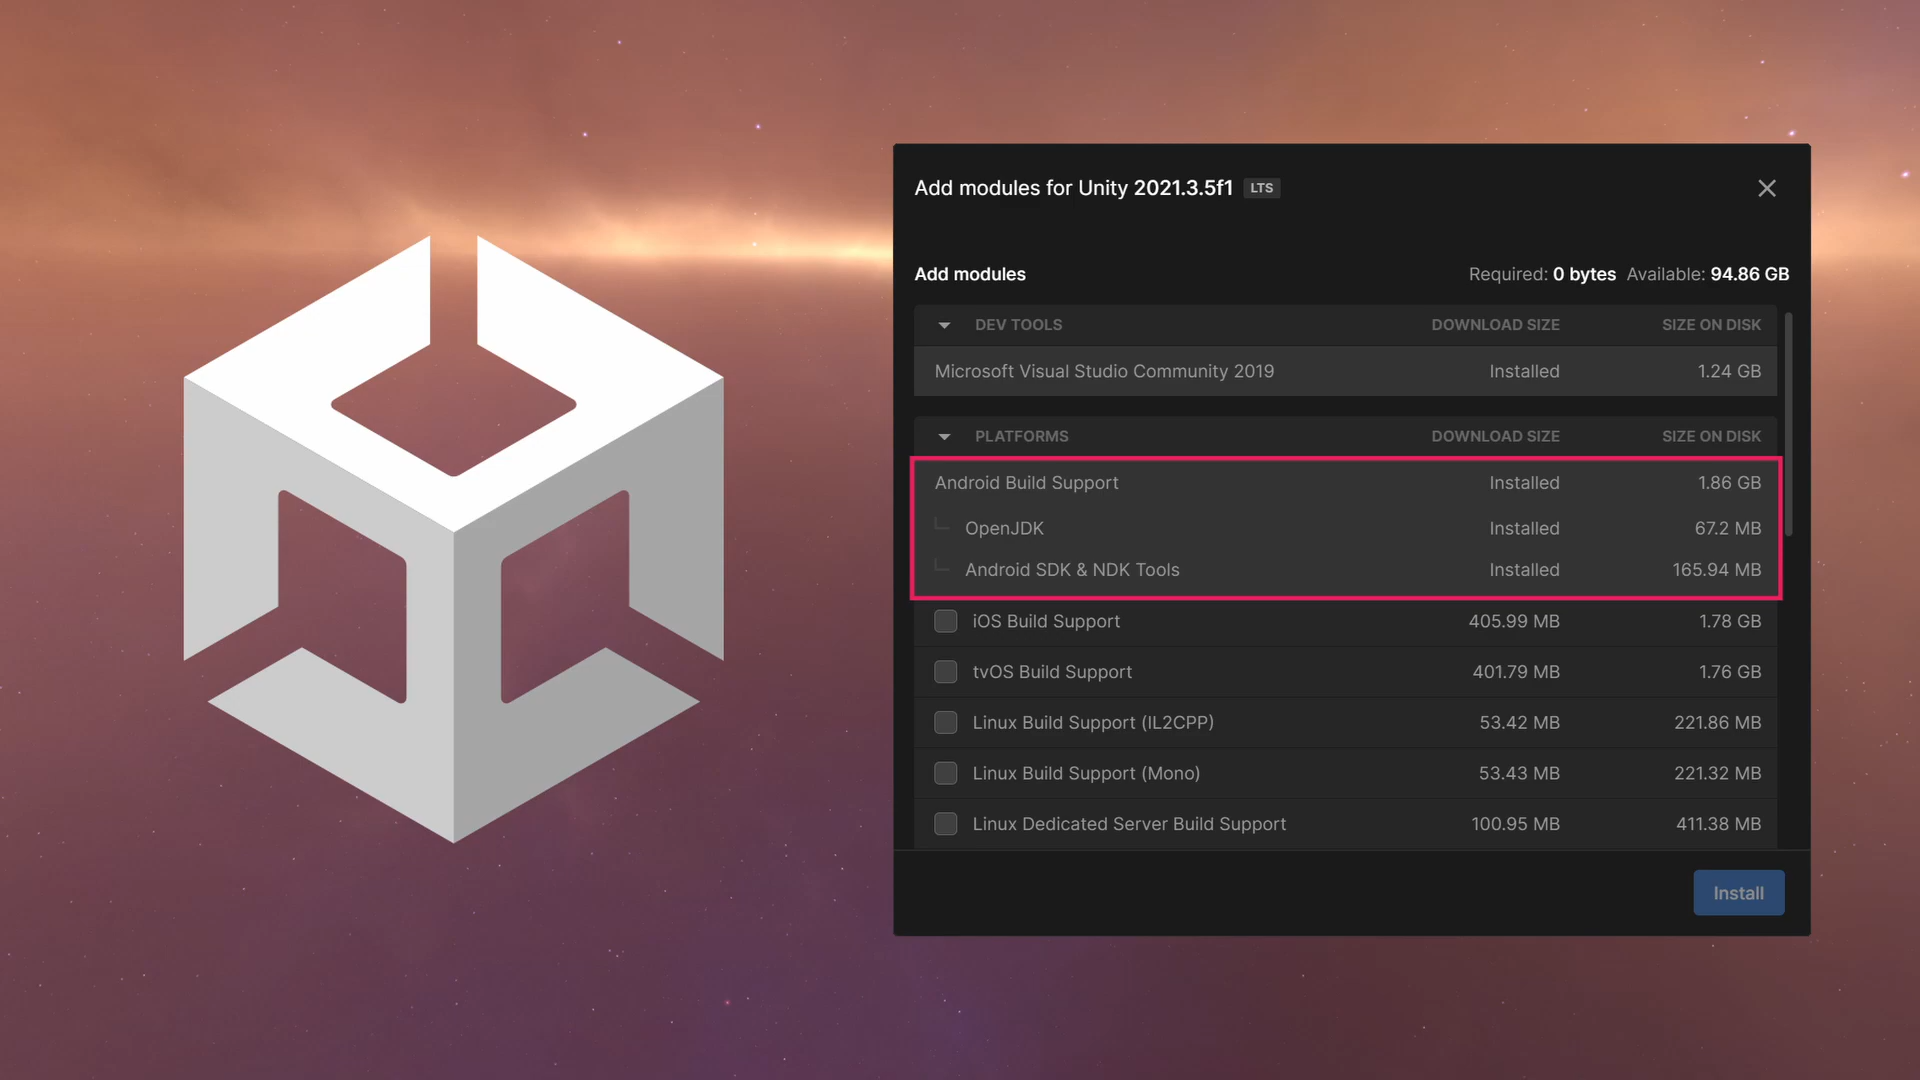 Add modules for Unity 2021.3.5f1 LTS
Add modules Required: 0 bytes Available: 94.86 GB
DEV TOOLS DOWNLOAD SIZE SIZE ON DISK
Microsoft Visual Studio Community 2019 Installed 1.24 GB
PLATFORMS DOWNLOAD SIZE SIZE ON DISK
Android Build Support Installed 1.86 GB
OpenJDK Installed 67.2 MB
Android SDK & NDK Tools Installed 165.94 MB
iOS Build Support 405.99 MB 1.78 GB
tvOS Build Support 401.79 MB 1.76 GB
Linux Build Support (IL2CPP) 53.42 MB 221.86 MB
Linux Build Support (Mono) 53.43 MB 221.32 MB
Linux Dedicated Server Build Support 100.95 MB 411.38 MB
Install